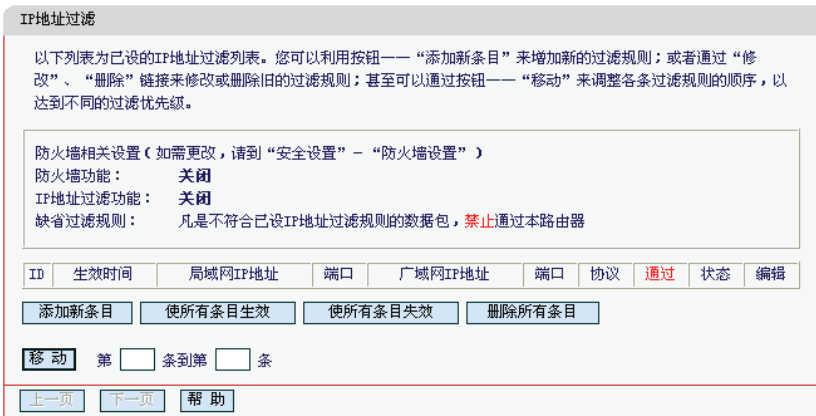 IP地址过滤
以下列表为已设的IP地址过滤列表。您可以利用按钮——“添加新条目”来增加新的过滤规则；或者通过“修
改”、“删除”链接来修改或删除旧的过滤规则；甚至可以通过按钮——“移动”来调整各条过滤规则的顺序，以
达到不同的过滤优先级。
防火墙相关设置(如需更改，请到“安全设置”-“防火墙设置”)
防火墙功能： 关闭
IP地址过滤功能： 关闭
缺省过滤规则： 凡是不符合已设IP地址过滤规则的数据包，禁止通过本路由器
ID 生效时间 局域网IP地址 端口 广域网IP地址 端口 协议 通过 状态 编辑
添加新条目 使所有条目生效 使所有条目失效 删除所有条目
移 动 第 条到第 条
上一页 下一页 帮 助